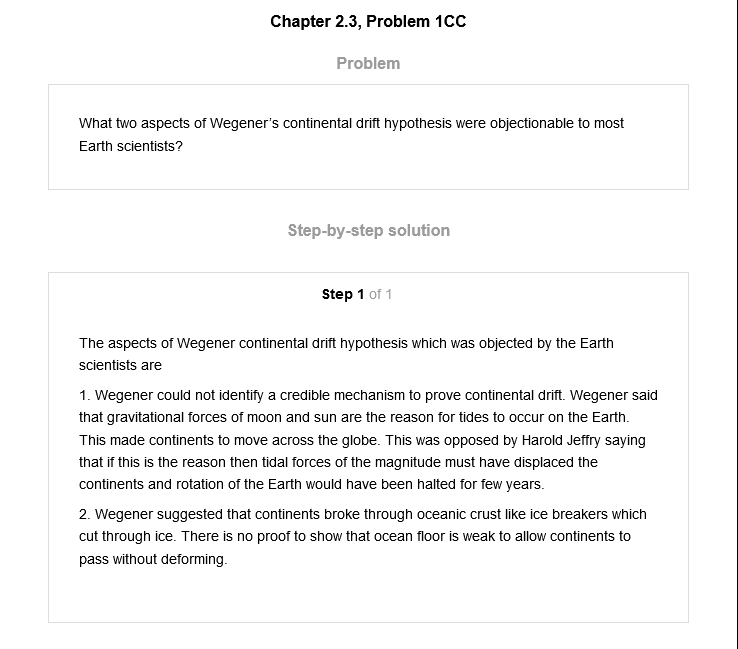 Chapter 2.3, Problem 1CC
Problem
What two aspects of Wegener's continental drift hypothesis were objectionable to most
Earth scientists?
Step-by-step solution
Step 1 of 1
The aspects of Wegener continental drift hypothesis which was objected by the Earth
scientists are
1. Wegener could not identify a credible mechanism to prove continental drift. Wegener said
that gravitational forces of moon and sun are the reason for tides to occur on the Earth.
This made continents to move across the globe. This was opposed by Harold Jeffry saying
that if this is the reason then tidal forces of the magnitude must have displaced the
continents and rotation of the Earth would have been halted for few years.
2. Wegener suggested that continents broke through oceanic crust like ice breakers which
cut through ice. There is no proof to show that ocean floor is weak to allow continents to
pass without deforming.